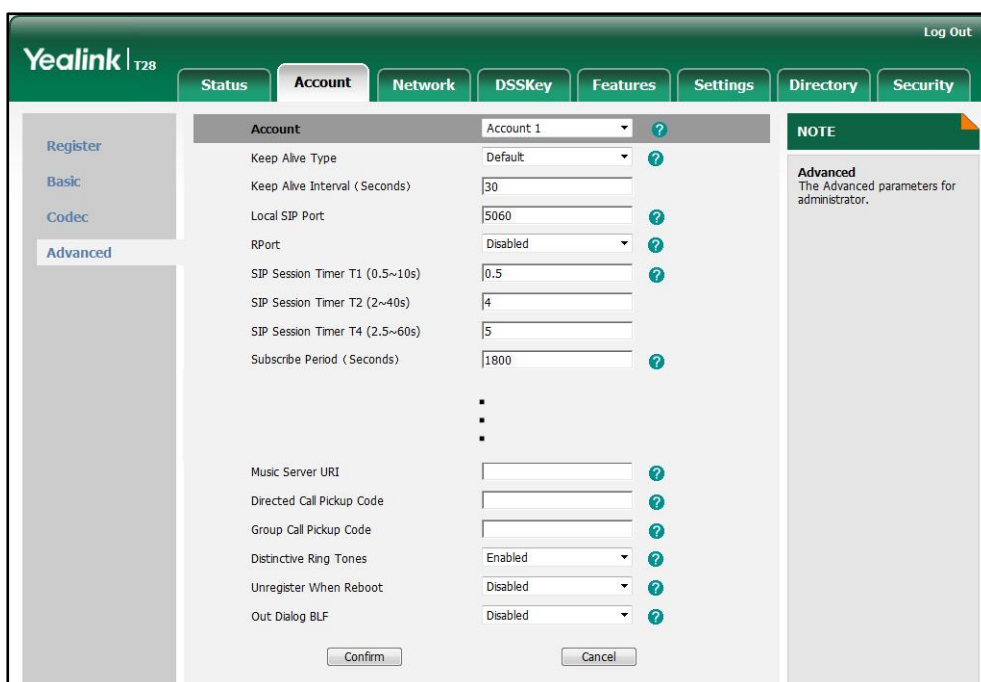 Log Out
Yealink | T28
Status Account Network DSSKey Features Settings Directory Security
Register
Basic
Codec
Advanced
Account Account 1 ?
Keep Alive Type Default ?
Keep Alive Interval (Seconds) 30
Local SIP Port 5060 ?
RPort Disabled ?
SIP Session Timer T1 (0.5~10s) 0.5 ?
SIP Session Timer T2 (2~40s) 4
SIP Session Timer T4 (2.5~60s) 5
Subscribe Period (Seconds) 1800 ?
Music Server URI ?
Directed Call Pickup Code ?
Group Call Pickup Code ?
Distinctive Ring Tones Enabled ?
Unregister When Reboot Disabled ?
Out Dialog BLF Disabled ?
Confirm Cancel
NOTE
Advanced
The Advanced parameters for
administrator.